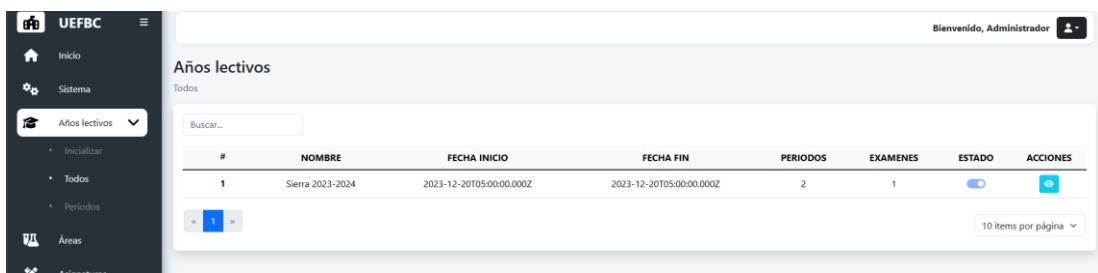 UEFBC
Bienvenido, Administrador
Inicio
Sistema
Años lectivos
Inicializar
Todos
Periodos
Áreas
Años lectivos
Todos
Buscar...
# NOMBRE FECHA INICIO FECHA FIN PERIODOS EXAMENES ESTADO ACCIONES
1 Sierra 2023-2024 2023-12-20T05:00:00.000Z 2023-12-20T05:00:00.000Z 2 1
« 1 »
10 items por página